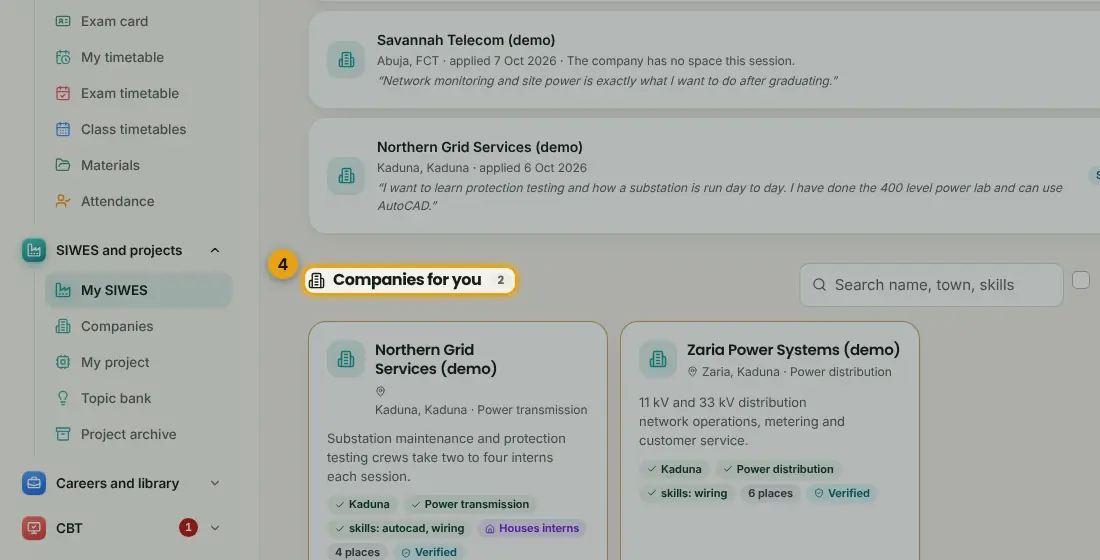 Exam card
My timetable
Exam timetable
Class timetables
Materials
Attendance
SIWES and projects
My SIWES
Companies
My project
Topic bank
Project archive
Careers and library
CBT
1
Savannah Telecom (demo)
Abuja, FCT · applied 7 Oct 2026 · The company has no space this session.
“Network monitoring and site power is exactly what I want to do after graduating.”
Northern Grid Services (demo)
Kaduna, Kaduna · applied 6 Oct 2026
“I want to learn protection testing and how a substation is run day to day. I have done the 400 level power lab and can use
AutoCAD.”
4
Companies for you 2
Search name, town, skills
Northern Grid
Services (demo)
Kaduna, Kaduna · Power transmission
Substation maintenance and protection
testing crews take two to four interns
each session.
Kaduna
Power transmission
skills: autocad, wiring
Houses interns
4 places
Verified
Zaria Power Systems (demo)
Zaria, Kaduna · Power distribution
11 kV and 33 kV distribution
network operations, metering and
customer service.
Kaduna
Power distribution
skills: wiring
6 places
Verified